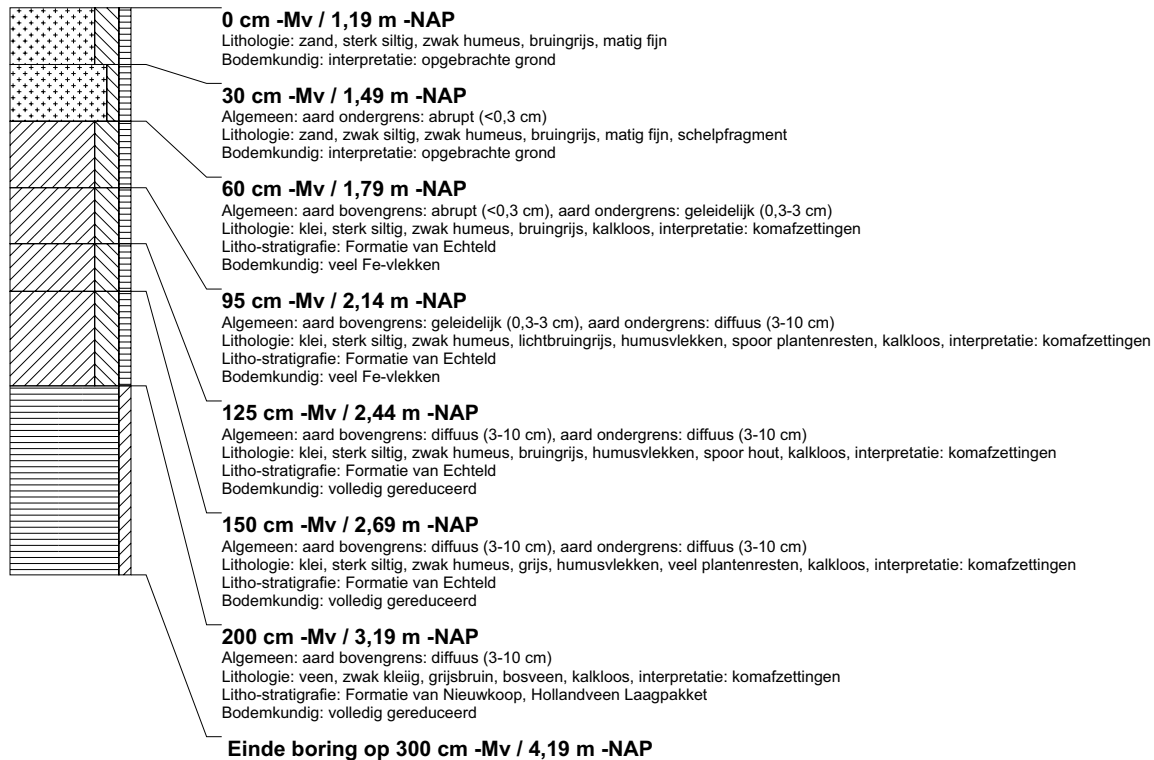 0 cm -Mv / 1,19 m -NAP
Lithologie: zand, sterk siltig, zwak humeus, bruingrijs, matig fijn
Bodemkundig: interpretatie: opgebrachte grond
30 cm -Mv / 1,49 m -NAP
Algemeen: aard ondergrens: abrupt (<0,3 cm)
Lithologie: zand, zwak siltig, zwak humeus, bruingrijs, matig fijn, schelpfragment
Bodemkundig: interpretatie: opgebrachte grond
60 cm -Mv / 1,79 m -NAP
Algemeen: aard bovengrens: abrupt (<0,3 cm), aard ondergrens: geleidelijk (0,3-3 cm)
Lithologie: klei, sterk siltig, zwak humeus, bruingrijs, kalkloos, interpretatie: komafzettingen
Litho-stratigrafie: Formatie van Echteld
Bodemkundig: veel Fe-vlekken
95 cm -Mv / 2,14 m -NAP
Algemeen: aard bovengrens: geleidelijk (0,3-3 cm), aard ondergrens: diffuus (3-10 cm)
Lithologie: klei, sterk siltig, zwak humeus, lichtbruingrijs, humusvlekken, spoor plantenresten, kalkloos, interpretatie: komafzettingen
Litho-stratigrafie: Formatie van Echteld
Bodemkundig: veel Fe-vlekken
125 cm -Mv / 2,44 m -NAP
Algemeen: aard bovengrens: diffuus (3-10 cm), aard ondergrens: diffuus (3-10 cm)
Lithologie: klei, sterk siltig, zwak humeus, bruingrijs, humusvlekken, spoor hout, kalkloos, interpretatie: komafzettingen
Litho-stratigrafie: Formatie van Echteld
Bodemkundig: volledig gereduceerd
150 cm -Mv / 2,69 m -NAP
Algemeen: aard bovengrens: diffuus (3-10 cm), aard ondergrens: diffuus (3-10 cm)
Lithologie: klei, sterk siltig, zwak humeus, grijs, humusvlekken, veel plantenresten, kalkloos, interpretatie: komafzettingen
Litho-stratigrafie: Formatie van Echteld
Bodemkundig: volledig gereduceerd
200 cm -Mv / 3,19 m -NAP
Algemeen: aard bovengrens: diffuus (3-10 cm)
Lithologie: veen, zwak kleiig, grijsbruin, bosveen, kalkloos, interpretatie: komafzettingen
Litho-stratigrafie: Formatie van Nieuwkoop, Hollandveen Laagpakket
Bodemkundig: volledig gereduceerd
Einde boring op 300 cm -Mv / 4,19 m -NAP